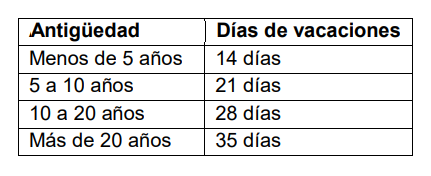 Antigüedad Días de vacaciones
Menos de 5 años 14 días
5 a 10 años 21 días
10 a 20 años 28 días
Más de 20 años 35 días